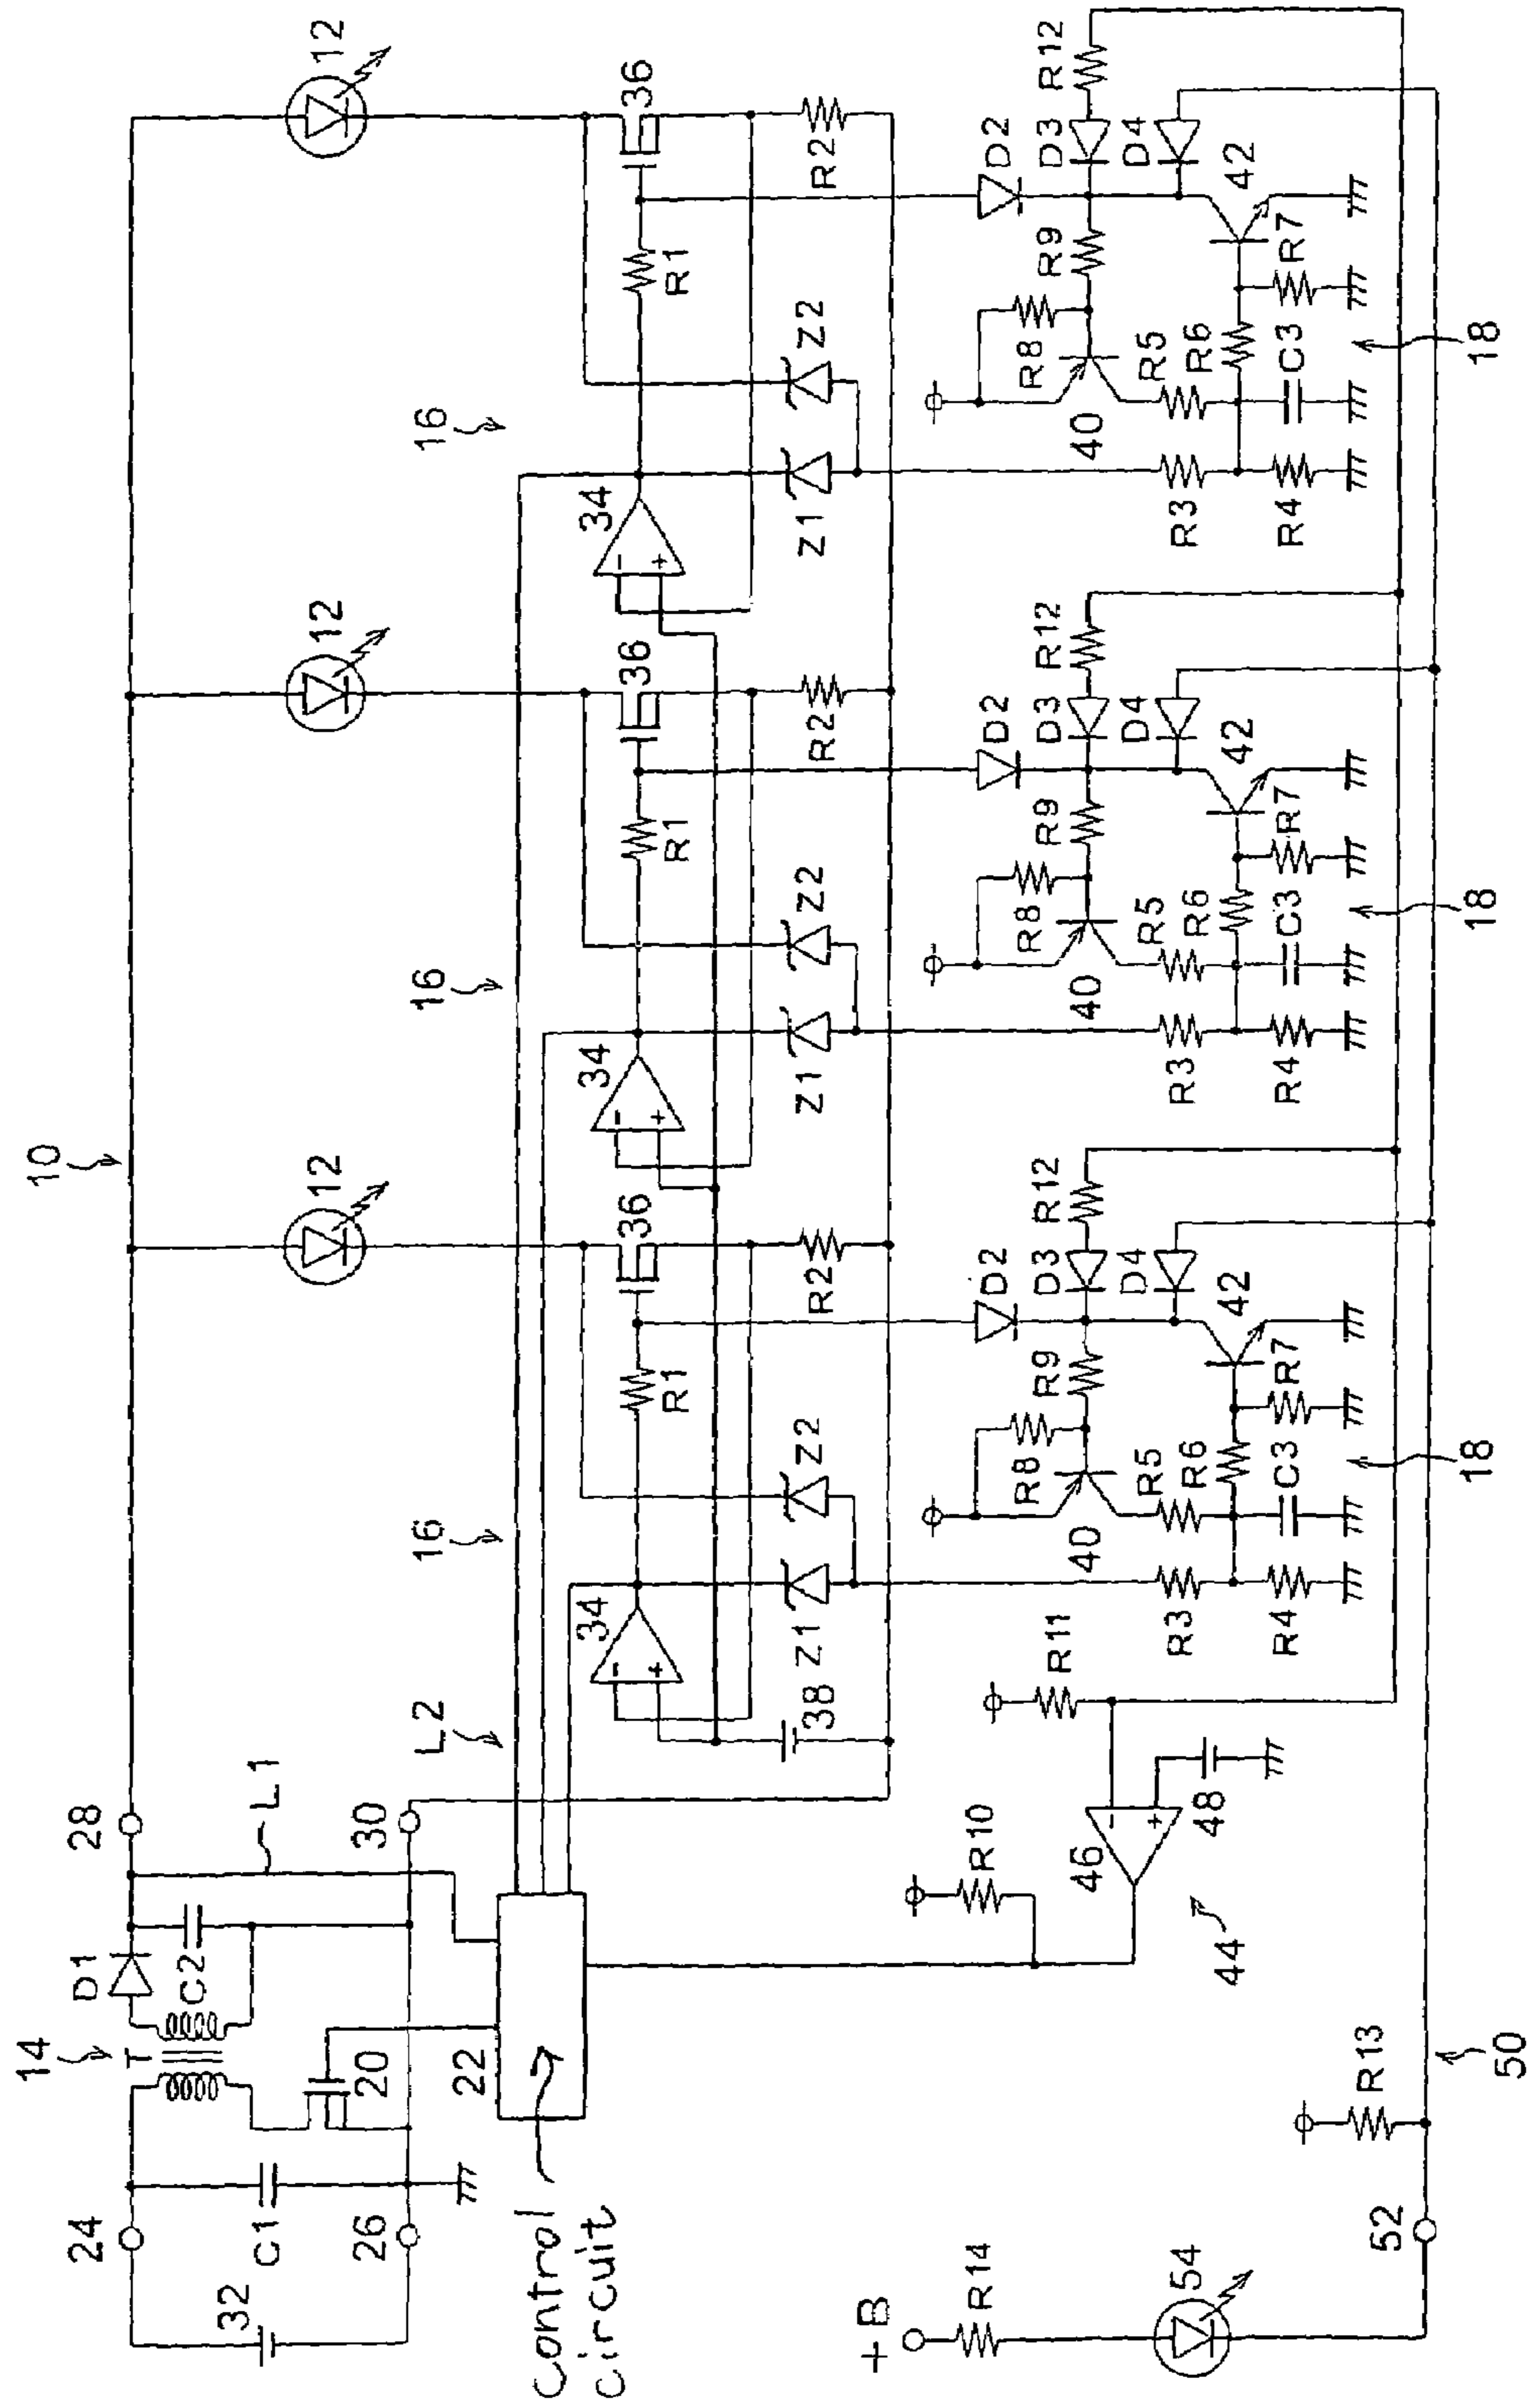 10
14
24
32
C1
26
T
20
D1
C2
28
L1
30
22
control
circuit
L2
12
12
12
16
16
16
34
36
R1
R2
34
36
R1
R2
34
36
R1
R2
38
Z1
Z2
Z1
Z2
Z1
Z2
- +
- +
- +
D2
D3
R12
D4
R9
R8
40
R5
R6
42
R7
R3
R4
C3
18
D2
D3
R12
D4
R9
R8
40
R5
R6
42
R7
R3
R4
C3
18
D2
D3
R12
D4
R9
R8
40
R5
R6
42
R7
R3
R4
C3
18
R10
R11
46
- +
48
44
+B
R14
54
52
R13
50